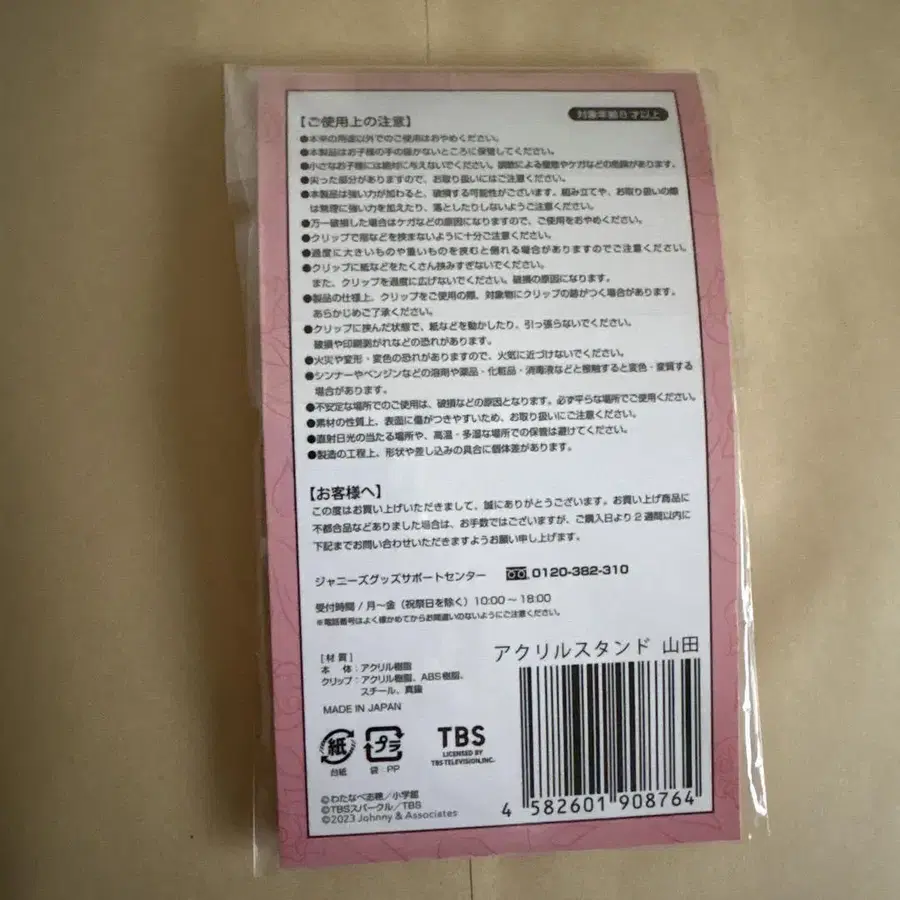 【ご使用上の注意】
対象年齢8才以上
●本来の用途以外でのご使用はおやめください。
●本製品はお子様の手の届かないところに保管してください。
●小さなお子様には絶対に与えないでください。誤飲による窒息やケガなどの危険があります。
●尖った部分がありますので、お取り扱いにはご注意ください。
●本製品は強い力が加わると、破損する可能性がございます。組み立てや、お取り扱いの際
は無理に強い力を加えたり、落としたりしないようご注意ください。
●万一破損した場合はケガなどの原因になりますので、ご使用をおやめください。
●クリップで指などを挟まないように十分ご注意ください。
●過度に大きいものや重いものを挟むと倒れる場合がありますのでご注意ください。
●クリップに紙などをたくさん挟みすぎないでください。
また、クリップを過度に広げないでください。破損の原因になります。
●製品の仕様上、クリップをご使用の際、対象物にクリップの跡がつく場合があります。
あらかじめご了承ください。
●クリップに挟んだ状態で、紙などを動かしたり、引っ張らないでください。
破損や印刷剥がれなどの恐れがあります。
●火災や変形・変色の恐れがありますので、火気に近づけないでください。
●シンナーやベンジンなどの溶剤や薬品・化粧品・消毒液などと接触すると変色・変質する
場合があります。
●不安定な場所でのご使用は、破損などの原因となります。必ず平らな場所でご使用ください。
●素材の性質上、表面に傷がつきやすいため、お取り扱いにご注意ください。
●直射日光の当たる場所や、高温・多湿な場所での保管は避けてください。
●製造の工程上、形状や差し込みの具合に個体差があります。
【お客様へ】
この度はお買い上げいただきまして、誠にありがとうございます。お買い上げ商品に
不都合品などありました場合は、お手数ではございますが、ご購入日より2週間以内に
下記までお問い合わせいただきますようお願い申し上げます。
ジャニーズグッズサポートセンター 0120-382-310
受付時間/月～金（祝祭日を除く）10:00～18:00
※電話番号はよく確かめてからお間違いのないようにご注意ください。
アクリルスタンド 山田
[材質]
本 体：アクリル樹脂
クリップ：アクリル樹脂、ABS樹脂、
スチール、真鍮
MADE IN JAPAN
紙
台紙
プラ
袋：PP
TBS
LICENSED BY
TBS TELEVISION,INC.
©わたなべ志穂／小学館
©TBSスパークル／TBS
©2023 Johnny & Associates
4 582601 908764